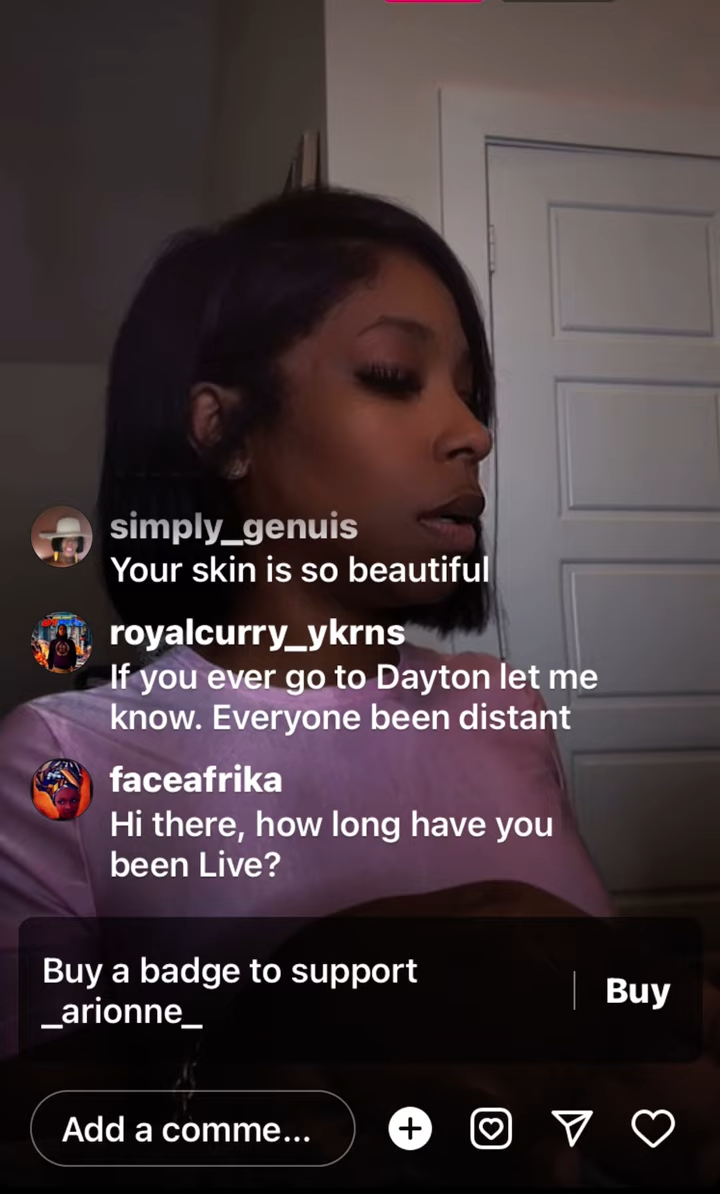 simply_genuis
Your skin is so beautiful
royalcurry_ykrns
If you ever go to Dayton let me
know. Everyone been distant
faceafrika
Hi there, how long have you
been Live?
Buy a badge to support
_arionne_
Buy
Add a comme...